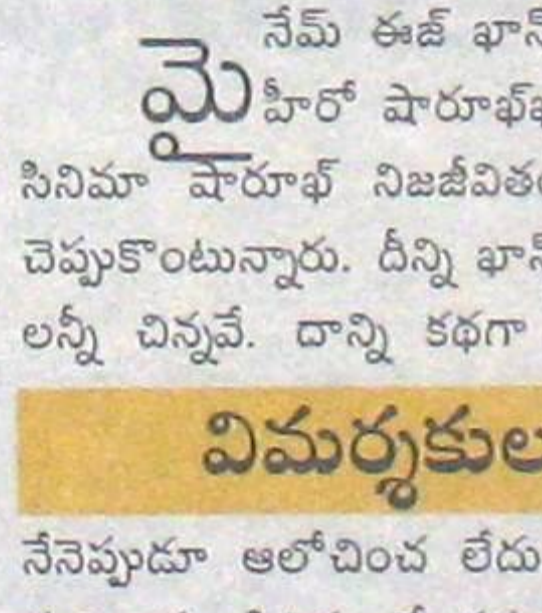 మై నేమ్ ఈజ్ ఖాన్
హీరో షారూఖ్‌ఖ
సినిమా షారూఖ్ నిజజీవిత
చెప్పుకొంటున్నారు. దీన్ని ఖాన్
లన్నీ చిన్నవే. దాన్ని కథగా
విమర్శకుల
నేనెప్పుడూ ఆలోచించ లేదు